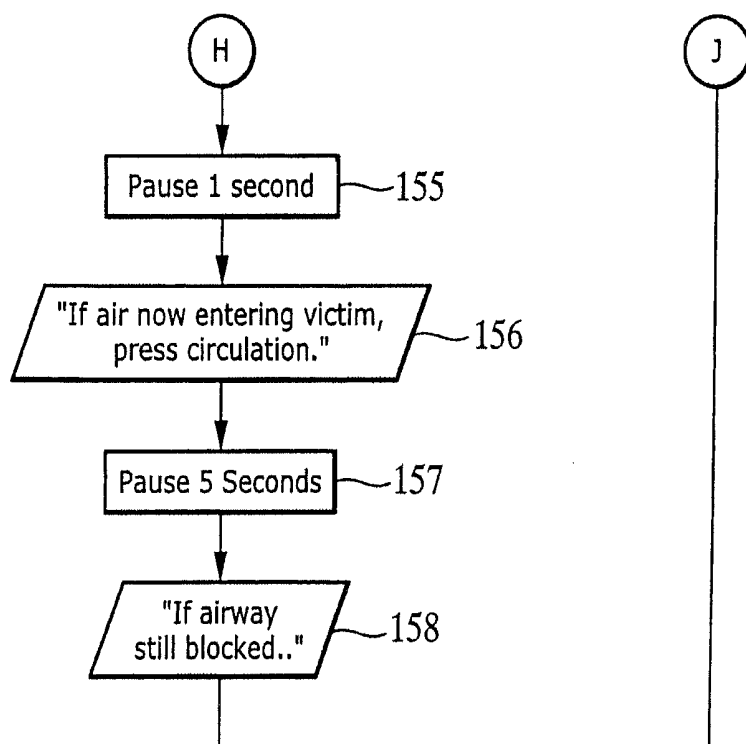 H
J
Pause 1 second
155
"If air now entering victim,
press circulation."
156
Pause 5 Seconds
157
"If airway
still blocked.."
158